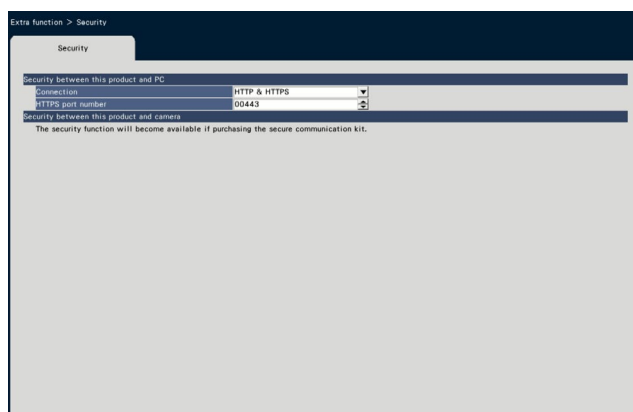 Extra function > Security
Security
Security between this product and PC
Connection HTTP & HTTPS
HTTPS port number 00443
Security between this product and camera
The security function will become available if purchasing the secure communication kit.